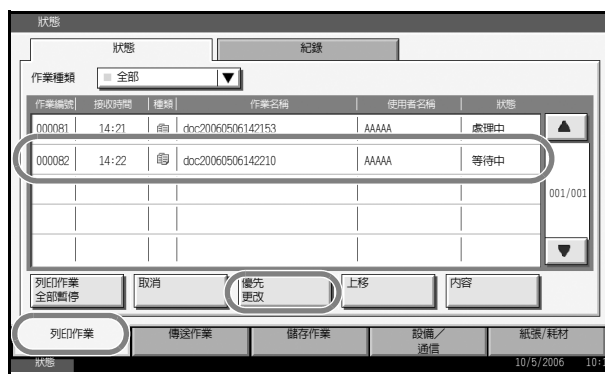 狀態
狀態 紀錄
作業種類 全部
作業編號 接收時間 種類 作業名稱 使用者名稱 狀態
000081 14:21 doc20060506142153 AAAAA 處理中
000082 14:22 doc20060506142210 AAAAA 等待中
001/001
列印作業 取消 優先 上移 內容
全部暫停 更改
列印作業 傳送作業 儲存作業 設備/ 紙張/耗材
通信
狀態 10/5/2006